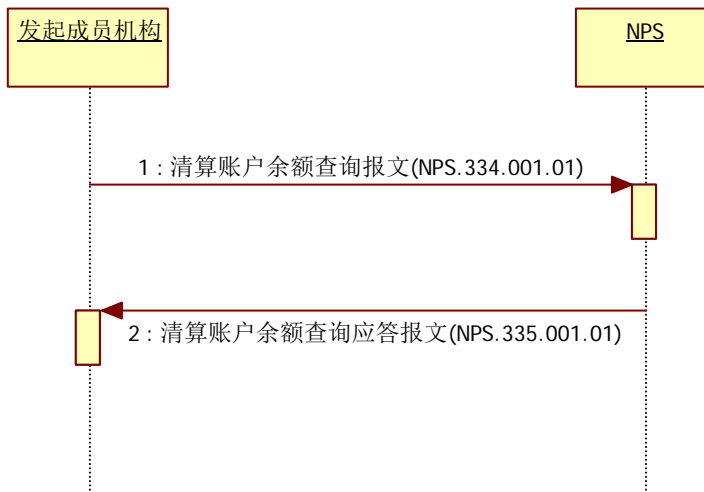 发起成员机构
NPS
1 : 清算账户余额查询报文(NPS.334.001.01)
2 : 清算账户余额查询应答报文(NPS.335.001.01)